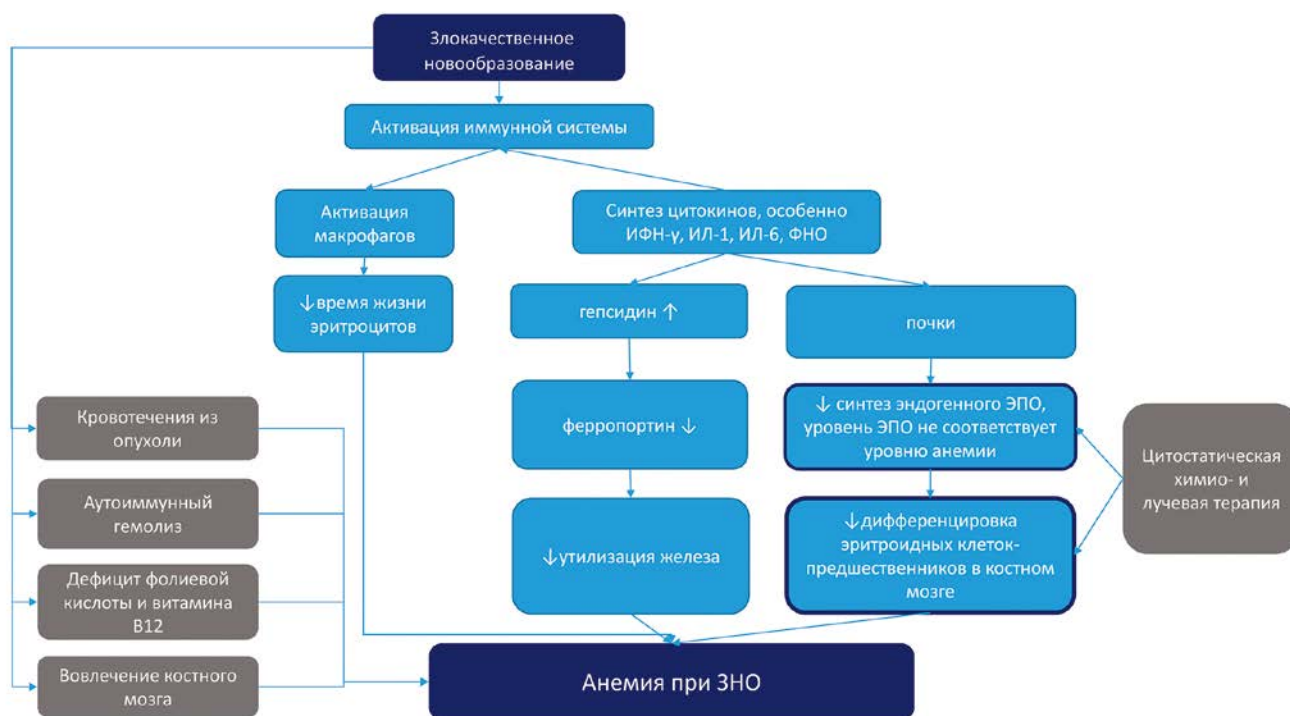 Злокачественное
новообразование
Активация иммунной системы
Активация
макрофагов
Синтез цитокинов, особенно
ИФН-γ, ИЛ-1, ИЛ-6, ФНО
↓время жизни
эритроцитов
гепсидин ↑
почки
Кровотечения из
опухоли
ферропортин ↓
↓ синтез эндогенного ЭПО,
уровень ЭПО не соответствует
уровню анемии
Цитостатическая
химио- и
лучевая терапия
Аутоиммунный
гемолиз
↓утилизация железа
↓дифференцировка
эритроидных клеток-
предшественников в костном
мозге
Дефицит фолиевой
кислоты и витамина
В12
Вовлечение костного
мозга
Анемия при ЗНО